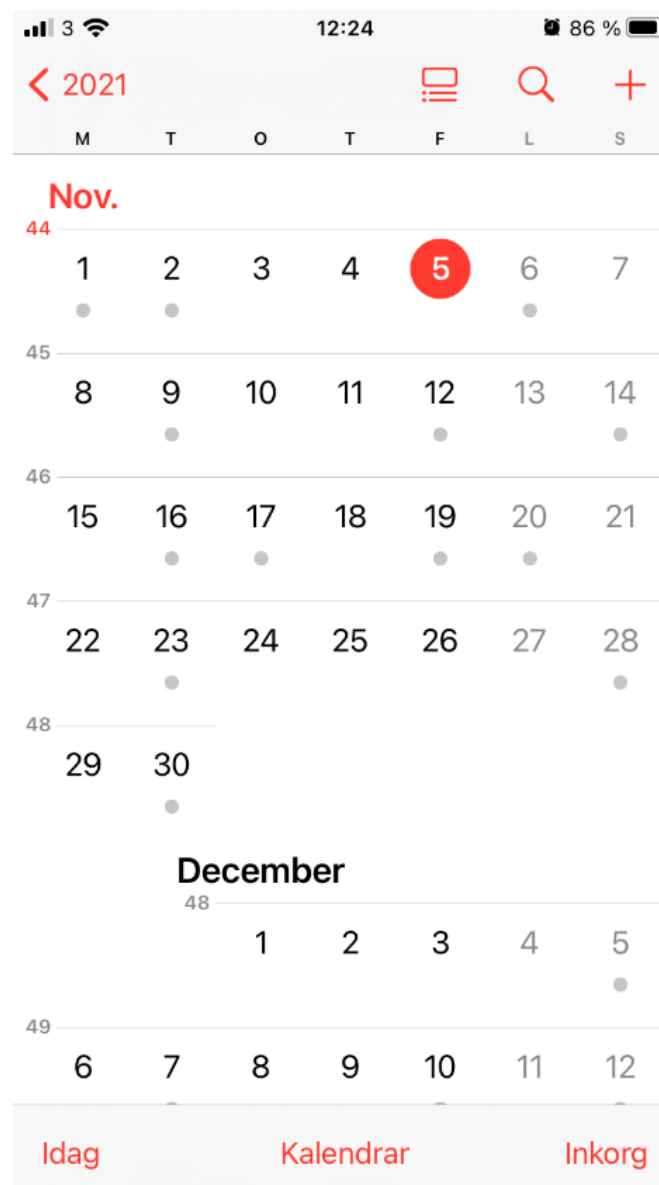 3 12:24 86 %
2021
M T O T F L S
Nov.
44
1 2 3 4 5 6 7
45
8 9 10 11 12 13 14
46
15 16 17 18 19 20 21
47
22 23 24 25 26 27 28
48
29 30
December
48
1 2 3 4 5
49
6 7 8 9 10 11 12
Idag Kalendrar Inkorg